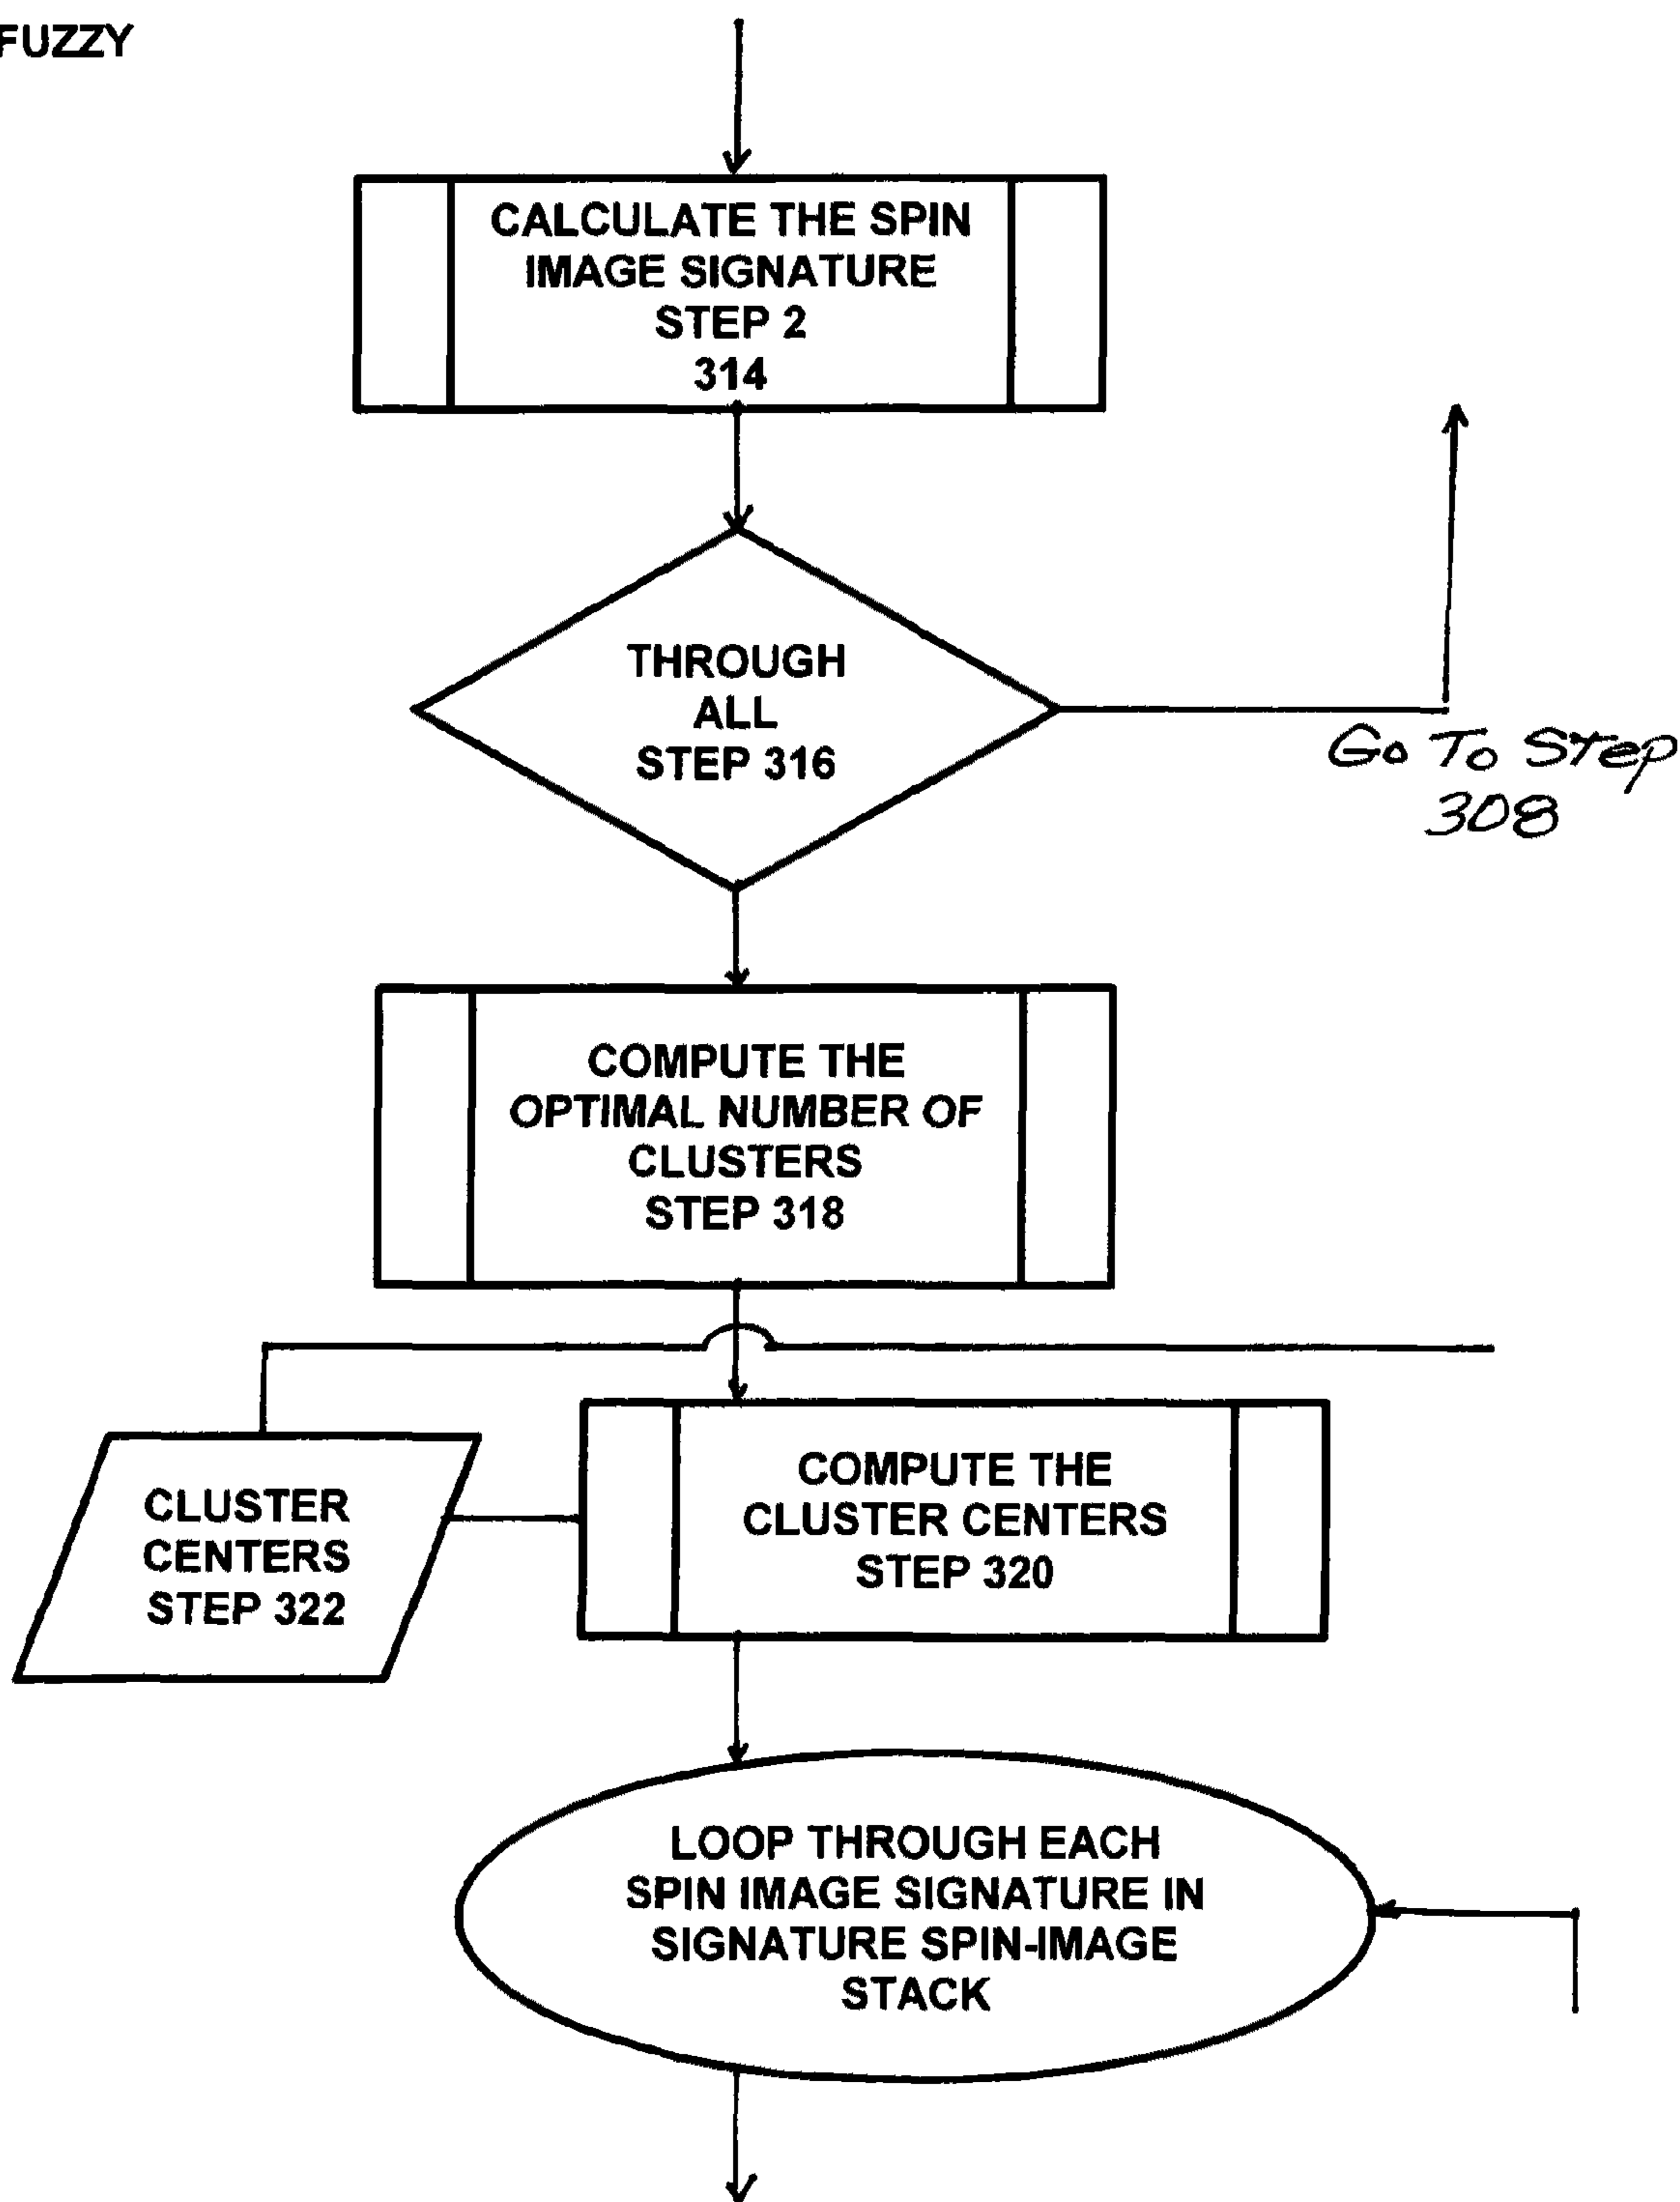 FUZZY
CALCULATE THE SPIN
IMAGE SIGNATURE
STEP 2
314
THROUGH
ALL
STEP 316
Go To Step
308
COMPUTE THE
OPTIMAL NUMBER OF
CLUSTERS
STEP 318
CLUSTER
CENTERS
STEP 322
COMPUTE THE
CLUSTER CENTERS
STEP 320
LOOP THROUGH EACH
SPIN IMAGE SIGNATURE IN
SIGNATURE SPIN-IMAGE
STACK